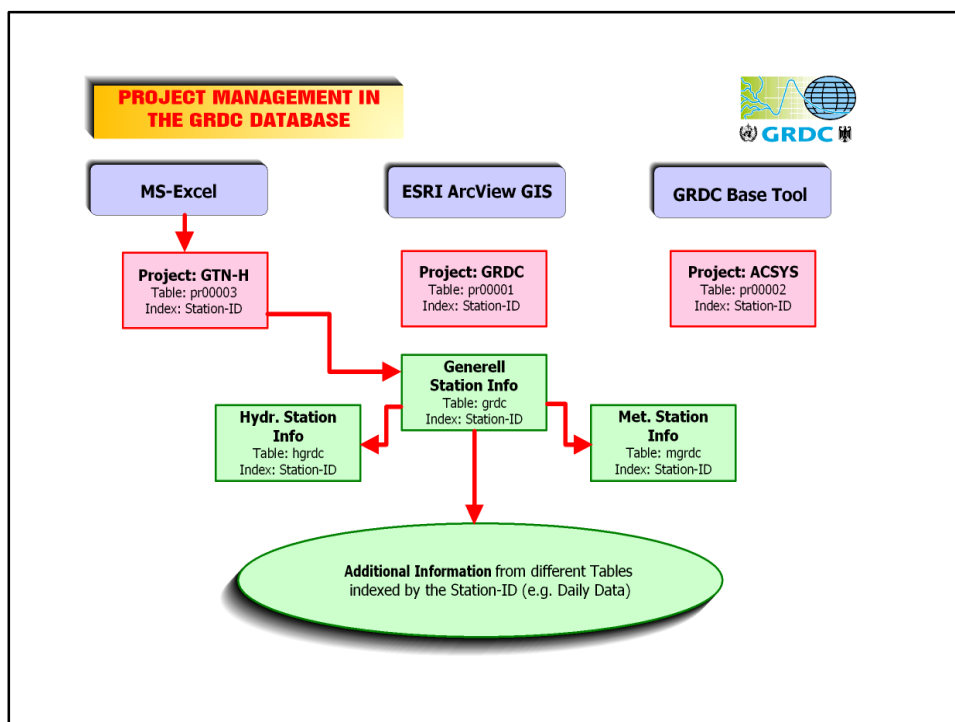 PROJECT MANAGEMENT IN
THE GRDC DATABASE
GRDC
MS-Excel
ESRI ArcView GIS
GRDC Base Tool
Project: GTN-H
Table: pr00003
Index: Station-ID
Project: GRDC
Table: pr00001
Index: Station-ID
Project: ACSYS
Table: pr00002
Index: Station-ID
Generell
Station Info
Table: grdc
Index: Station-ID
Hydr. Station
Info
Table: hgrdc
Index: Station-ID
Met. Station
Info
Table: mgrdc
Index: Station-ID
Additional Information from different Tables
indexed by the Station-ID (e.g. Daily Data)